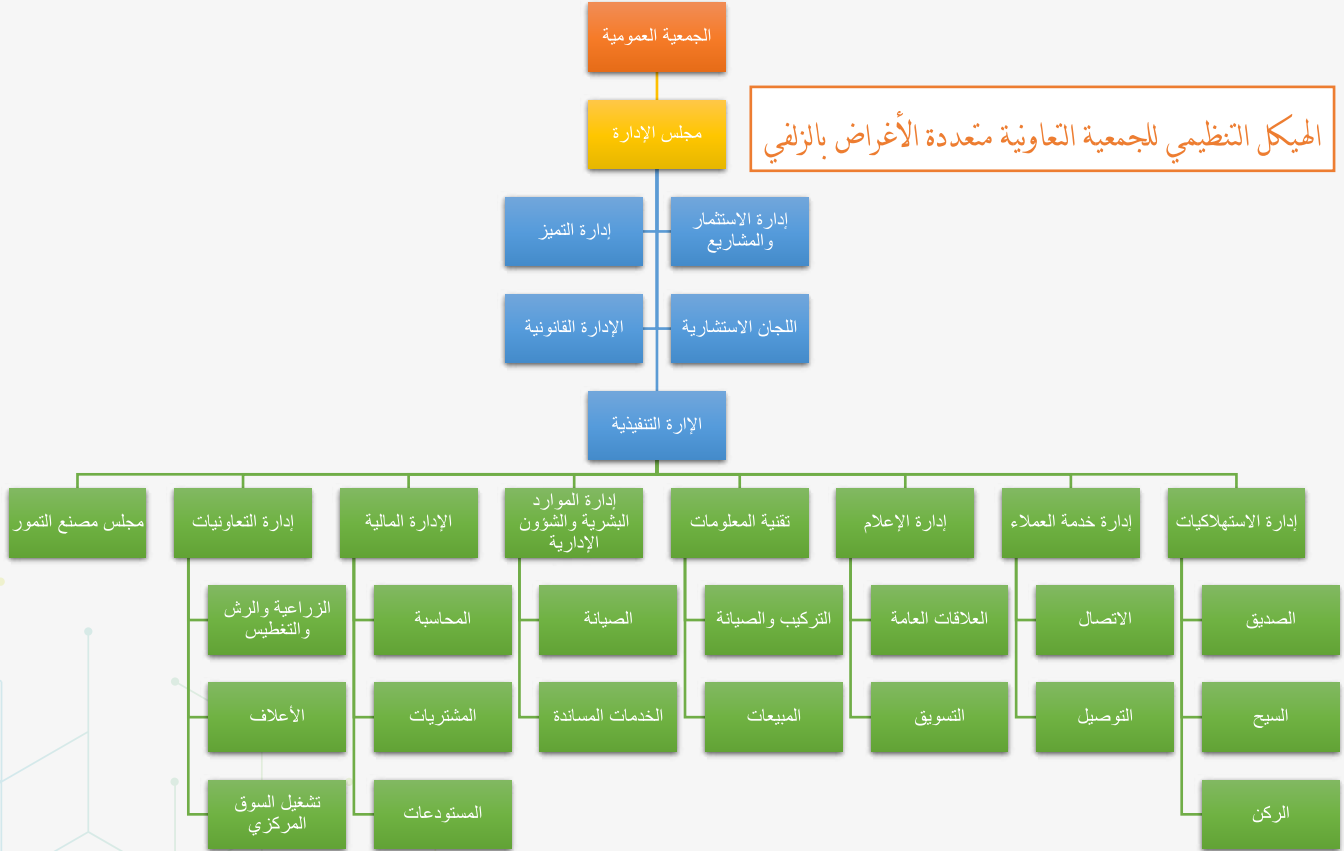 الجمعية العمومية
مجلس الإدارة
الهيكل التنظيمي للجمعية التعاونية متعددة الأغراض بالزلفي
إدارة الاستثمار
والمشاريع
إدارة التميز
اللجان الاستشارية
الإدارة القانونية
الإارة التنفيذية
إدارة الاستهلاكيات
إدارة خدمة العملاء
إدارة الإعلام
تقنية المعلومات
إدارة الموارد
البشرية والشؤون
الإدارية
الإدارة المالية
إدارة التعاونيات
مجلس مصنع التمور
الصديق
الاتصال
العلاقات العامة
التركيب والصيانة
الصيانة
المحاسبة
الزراعية والرش
والتغطيس
السيح
التوصيل
التسويق
المبيعات
الخدمات المساندة
المشتريات
الأعلاف
الركن
المستودعات
تشغيل السوق
المركزي